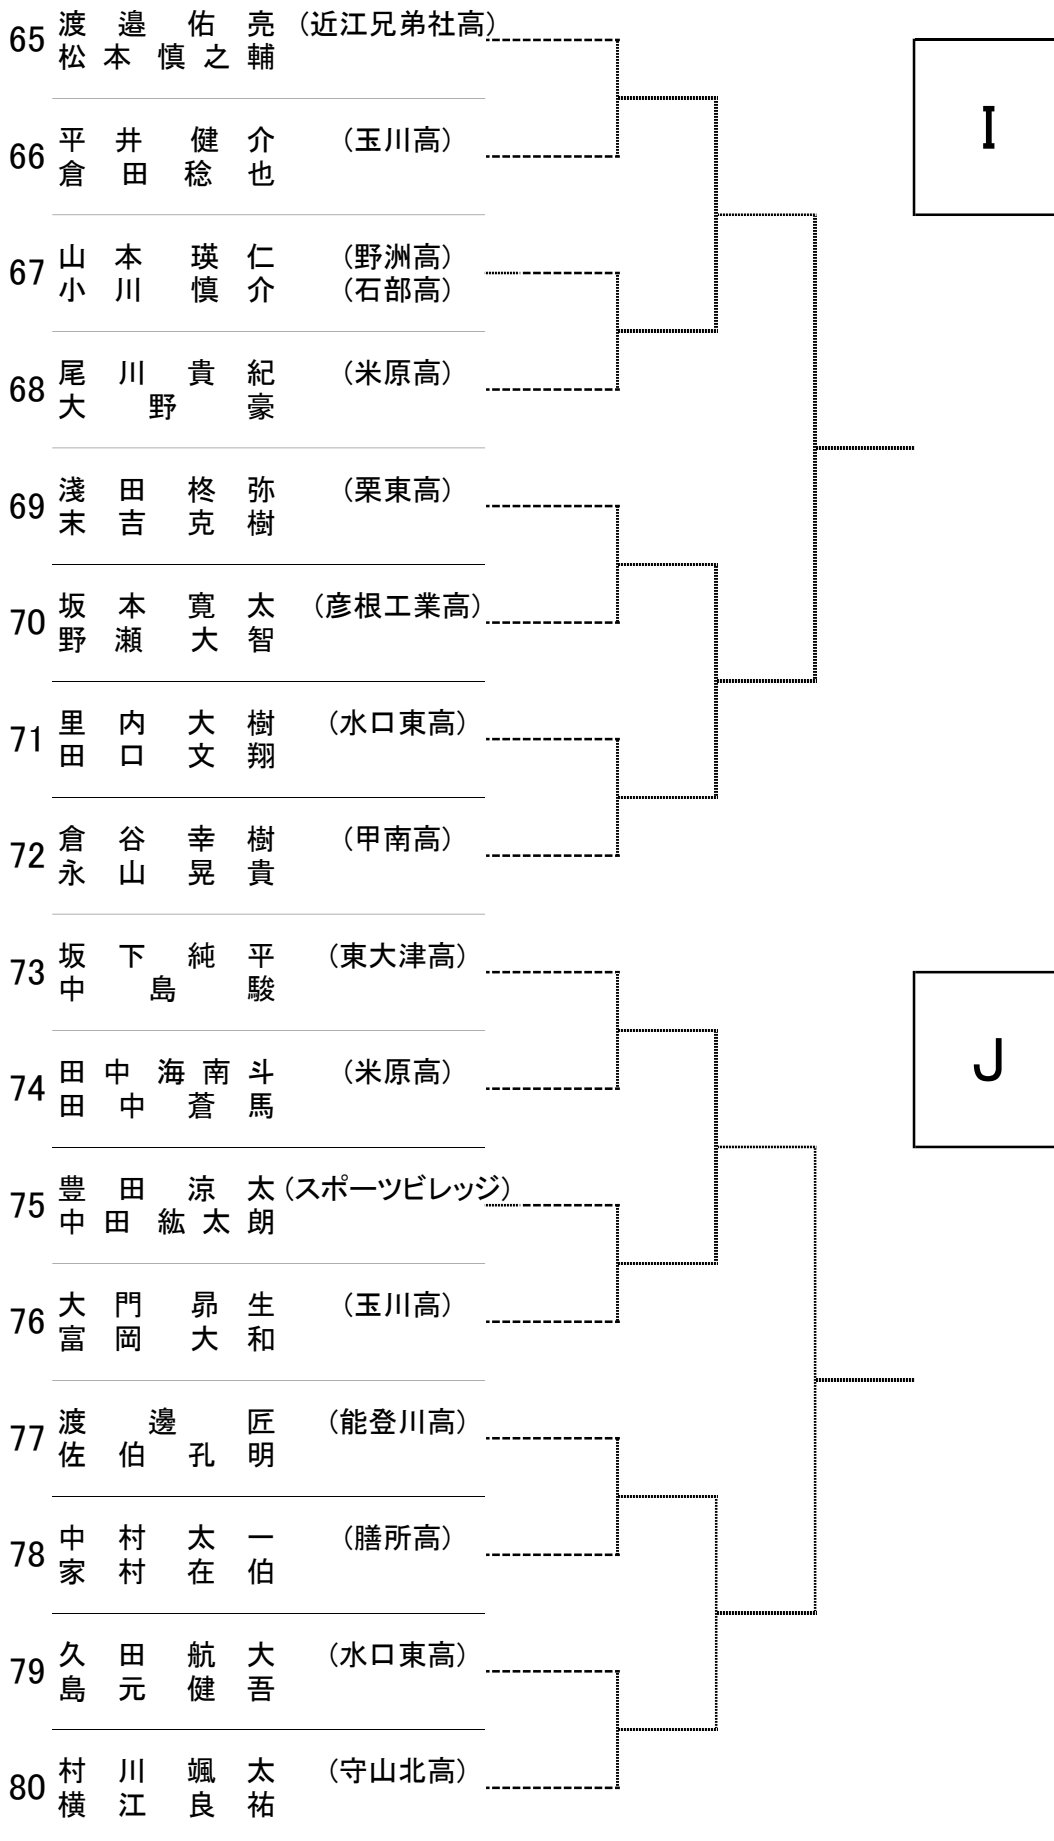 65 渡邉佑亮 (近江兄弟社高)
松本慎之輔
I
66 平井健介 (玉川高)
倉田稔也
67 山本瑛仁 (野洲高)
小川慎介 (石部高)
68 尾川貴紀 (米原高)
大野豪
69 淺田柊弥 (栗東高)
末吉克樹
70 坂本寛太 (彦根工業高)
野瀬大智
71 里内大樹 (水口東高)
田口文翔
72 倉谷幸樹 (甲南高)
永山晃貴
73 坂下純平 (東大津高)
中島駿
J
74 田中海南斗 (米原高)
田中蒼馬
75 豊田涼太 (スポーツビレッジ)
中田紘太朗
76 大門昴生 (玉川高)
富岡大和
77 渡邊匠 (能登川高)
佐伯孔明
78 中村太一 (膳所高)
家村在伯
79 久田航大 (水口東高)
島元健吾
80 村川颯太 (守山北高)
横江良祐